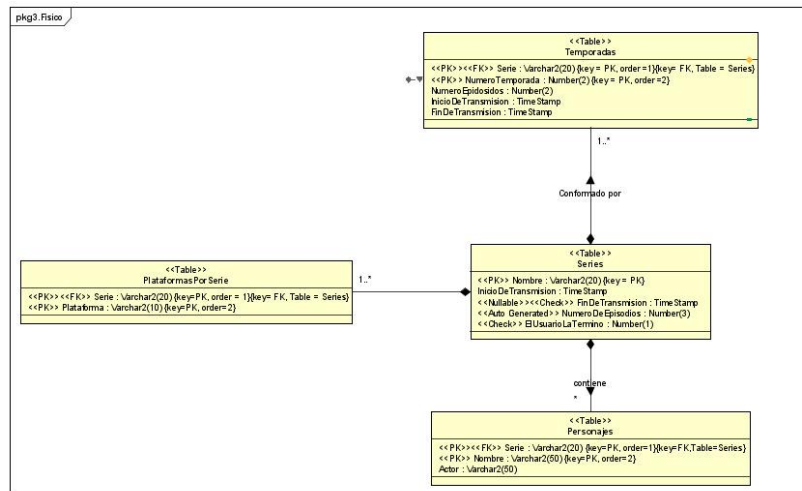 pkg3.Fisico
<<Table>>
Temporadas
<<PK>><<FK>> Serie : Varchar2(20) {key = PK, order =1}{key= FK, Table = Series}
<<PK>> NumeroTemporada : Number(2) {key = PK, order =2}
NumeroEpidosidos : Number(2)
InicioDeTransmision : TimeStamp
FinDeTransmision : TimeStamp
1..*
Conformado por
<<Table>>
PlataformasPorSerie
<<PK>><<FK>> Serie : Varchar2(20) {key=PK, order = 1}{key= FK, Table = Series}
<<PK>> Plataforma : Varchar2(10) {key=PK, order=2}
1..*
<<Table>>
Series
<<PK>> Nombre : Varchar2(20) {key = PK}
InicioDeTransmision : TimeStamp
<<Nullable>><<Check>> FinDeTransmision : TimeStamp
<<Auto Generated>> NumeroDeEpisodios : Number(3)
<<Check>> ElUsuarioLaTermino : Number(1)
contiene
*
<<Table>>
Personajes
<<PK>><<FK>> Serie : Varchar2(20) {key=PK, order=1}{key=FK,Table=Series}
<<PK>> Nombre : Varchar2(50) {key=PK, order=2}
Actor : Varchar2(50)